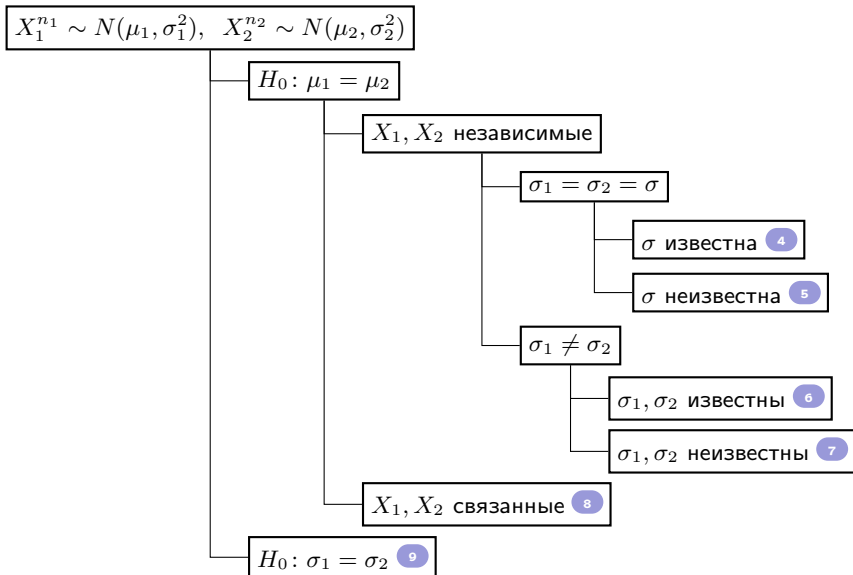 $X_1^{n_1} \sim N(\mu_1, \sigma_1^2), \; X_2^{n_2} \sim N(\mu_2, \sigma_2^2)$
$H_0: \mu_1 = \mu_2$
$X_1, X_2$ независимые
$\sigma_1 = \sigma_2 = \sigma$
$\sigma$ известна 4
$\sigma$ неизвестна 5
$\sigma_1 \neq \sigma_2$
$\sigma_1, \sigma_2$ известны 6
$\sigma_1, \sigma_2$ неизвестны 7
$X_1, X_2$ связанные 8
$H_0: \sigma_1 = \sigma_2$ 9